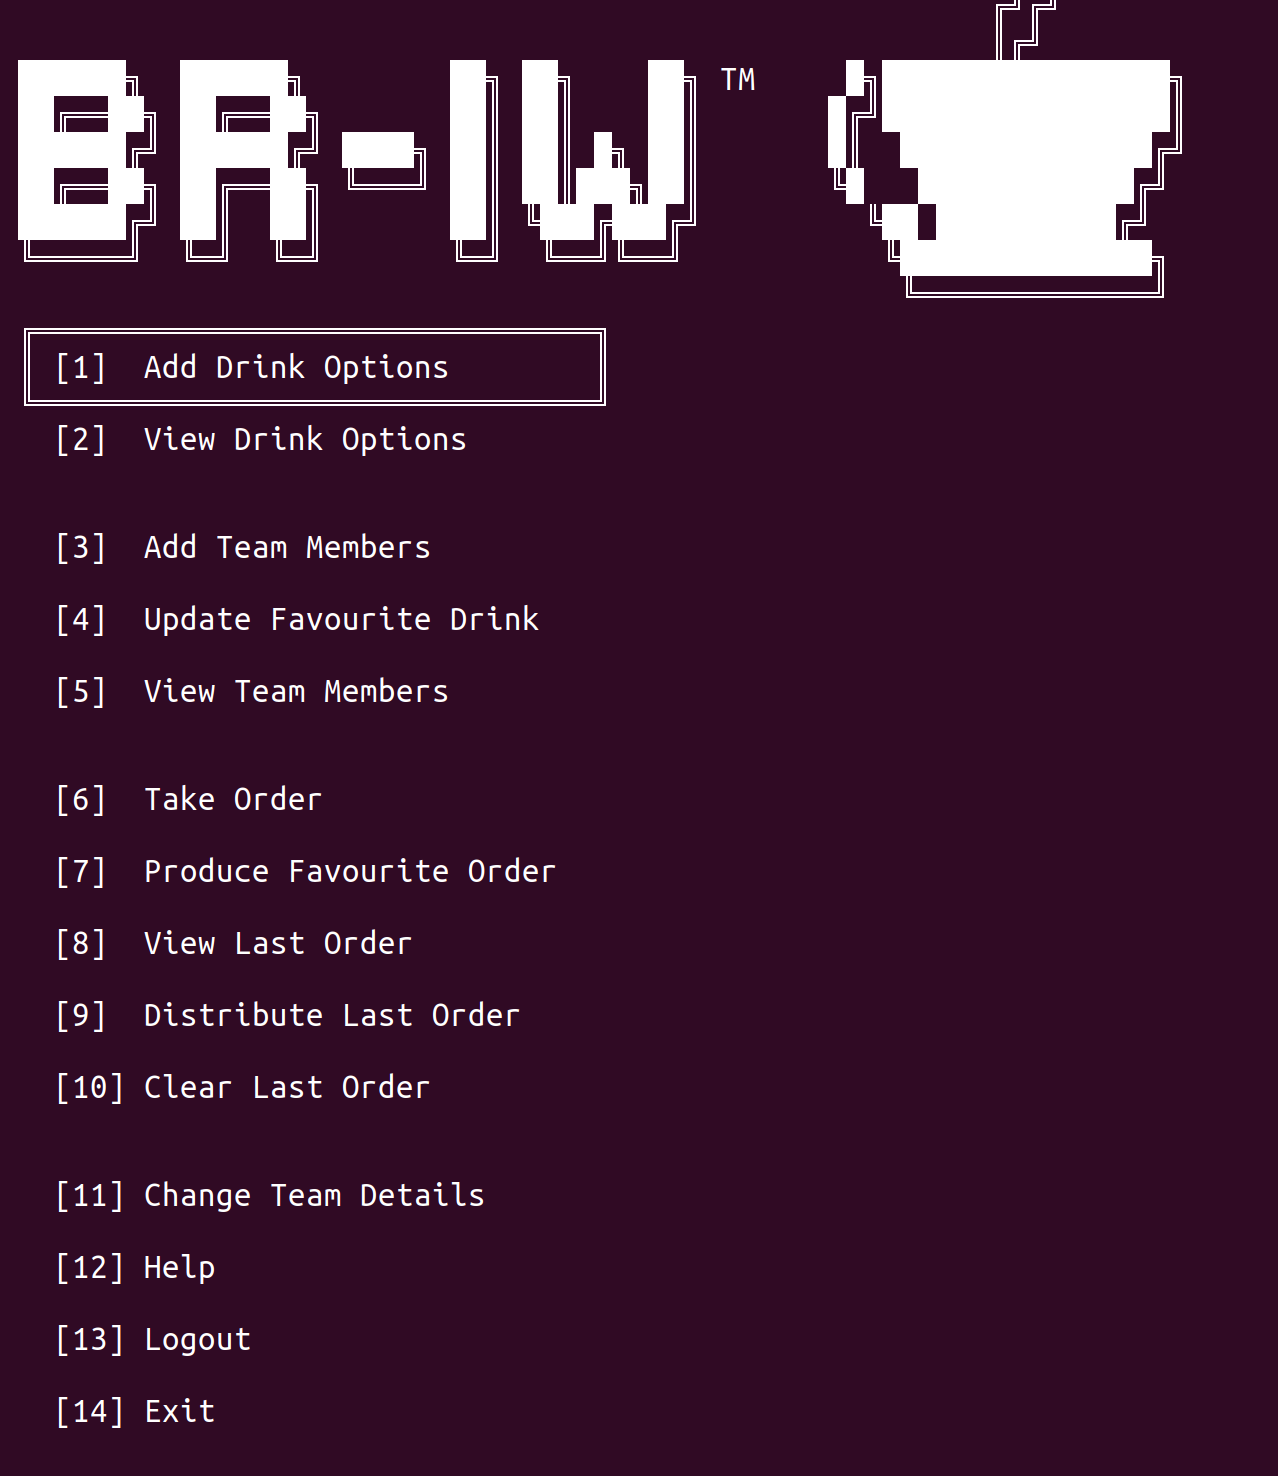 BR-IW™
[1] Add Drink Options
[2] View Drink Options
[3] Add Team Members
[4] Update Favourite Drink
[5] View Team Members
[6] Take Order
[7] Produce Favourite Order
[8] View Last Order
[9] Distribute Last Order
[10] Clear Last Order
[11] Change Team Details
[12] Help
[13] Logout
[14] Exit